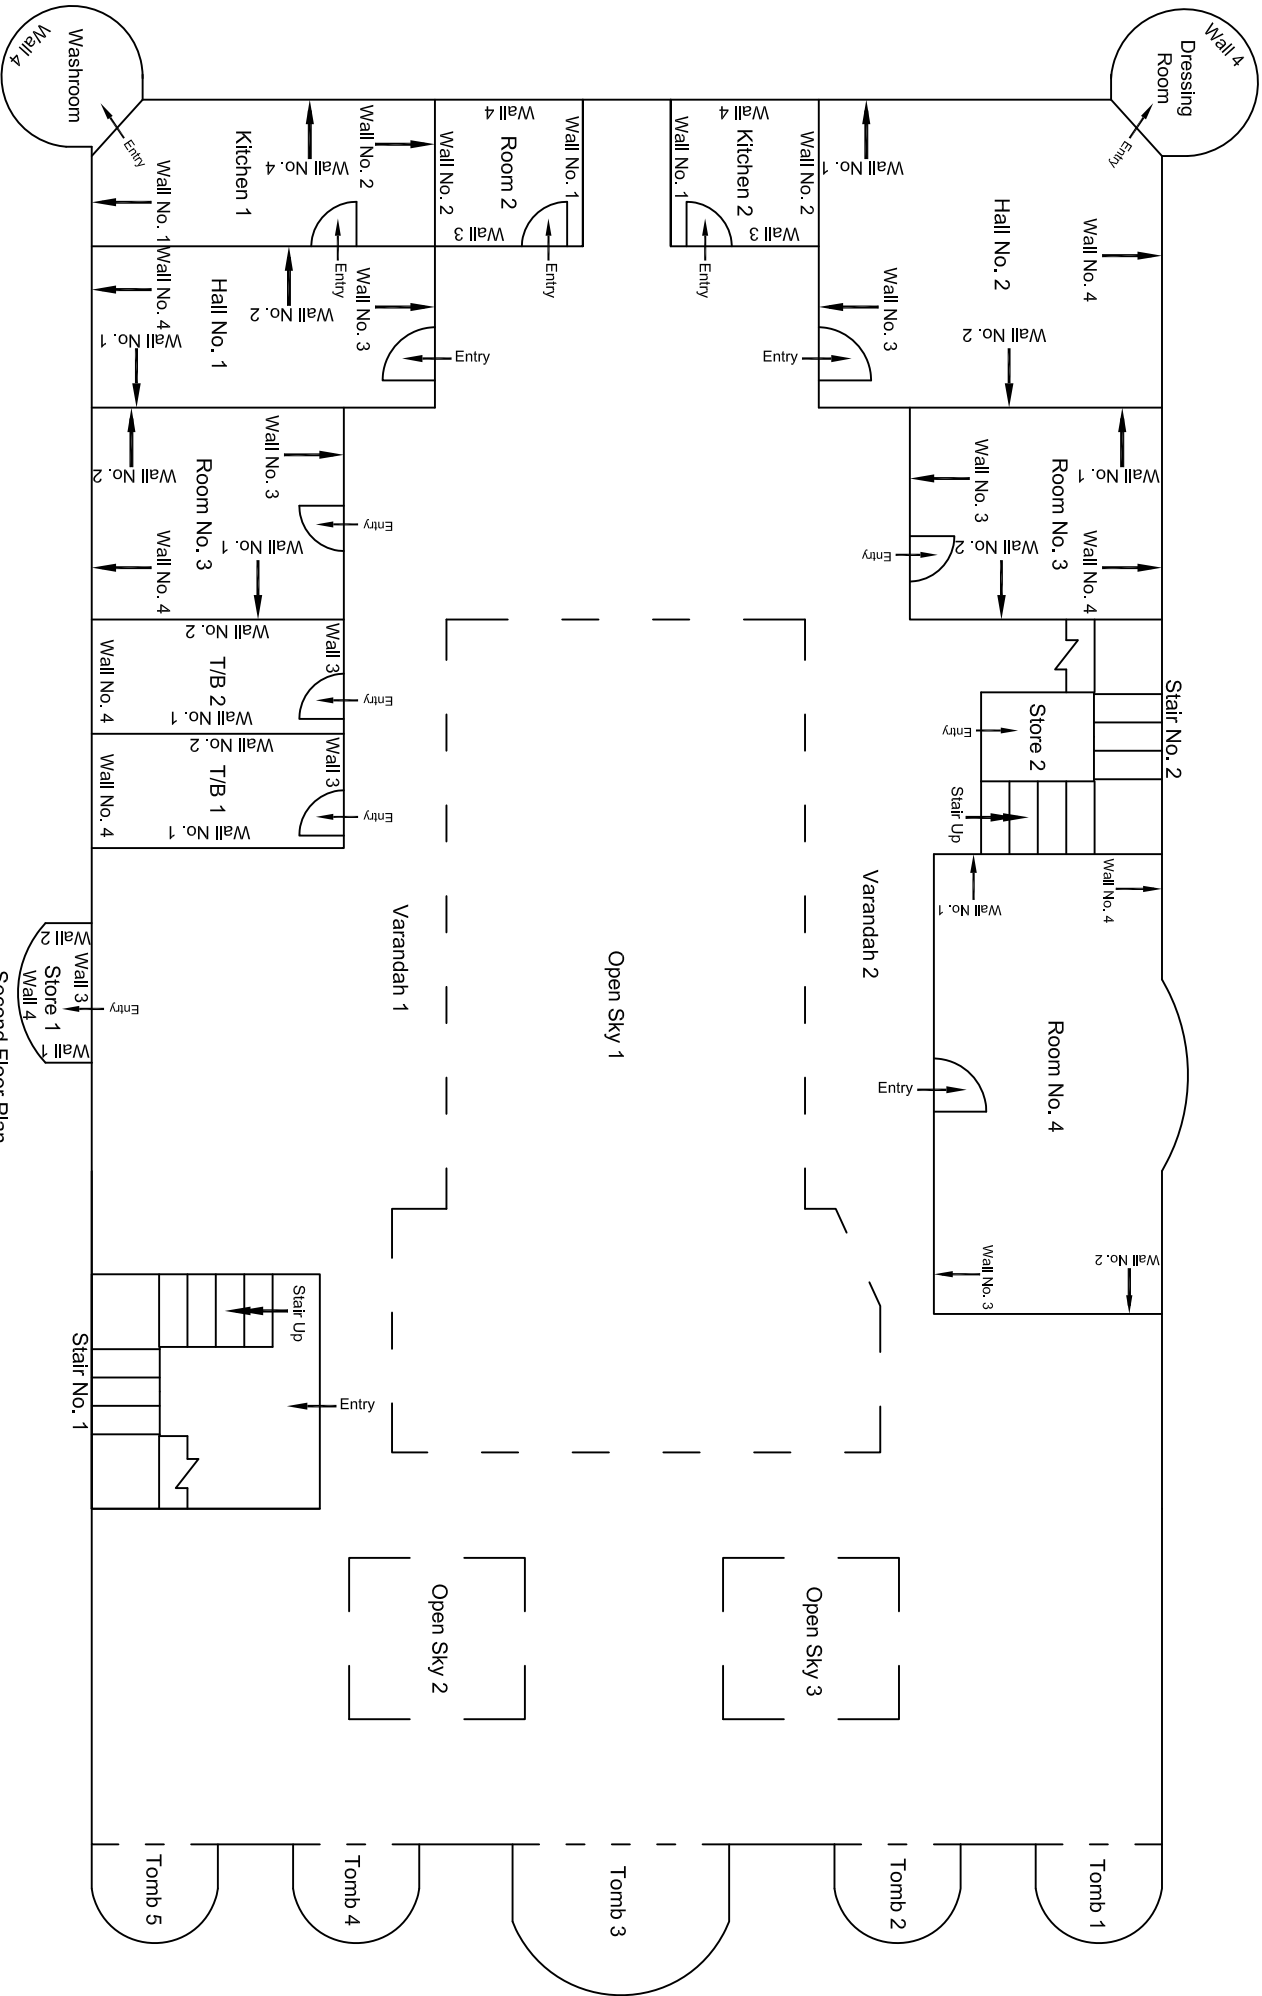 Wall 4
Washroom
Entry
Wall 4
Dressing
Room
Entry
Kitchen 1
Wall No. 4
Wall No. 2
Wall No. 1
Entry
Room 2
Wall 4
Wall No. 1
Wall No. 2
Wall 3
Entry
Kitchen 2
Wall 4
Wall No. 2
Wall No. 1
Wall 3
Entry
Hall No. 2
Wall No. 1
Wall No. 4
Wall No. 3
Wall No. 2
Entry
Hall No. 1
Wall No. 4
Wall No. 2
Wall No. 3
Wall No. 1
Entry
Room No. 3
Wall No. 2
Wall No. 3
Wall No. 1
Wall No. 4
Entry
Room No. 3
Wall No. 1
Wall No. 3
Wall No. 2
Wall No. 4
Entry
T/B 2
Wall No. 2
Wall 3
Wall No. 4
Wall No. 1
Entry
T/B 1
Wall No. 2
Wall 3
Wall No. 4
Wall No. 1
Entry
Stair No. 2
Store 2
Entry
Stair Up
Varandah 1
Open Sky 1
Varandah 2
Room No. 4
Wall No. 1
Wall No. 4
Wall No. 3
Wall No. 2
Entry
Store 1
Wall 2
Wall 3
Wall 4
Wall 1
Entry
Stair No. 1
Stair Up
Entry
Open Sky 2
Open Sky 3
Tomb 5
Tomb 4
Tomb 3
Tomb 2
Tomb 1
Second Floor Plan